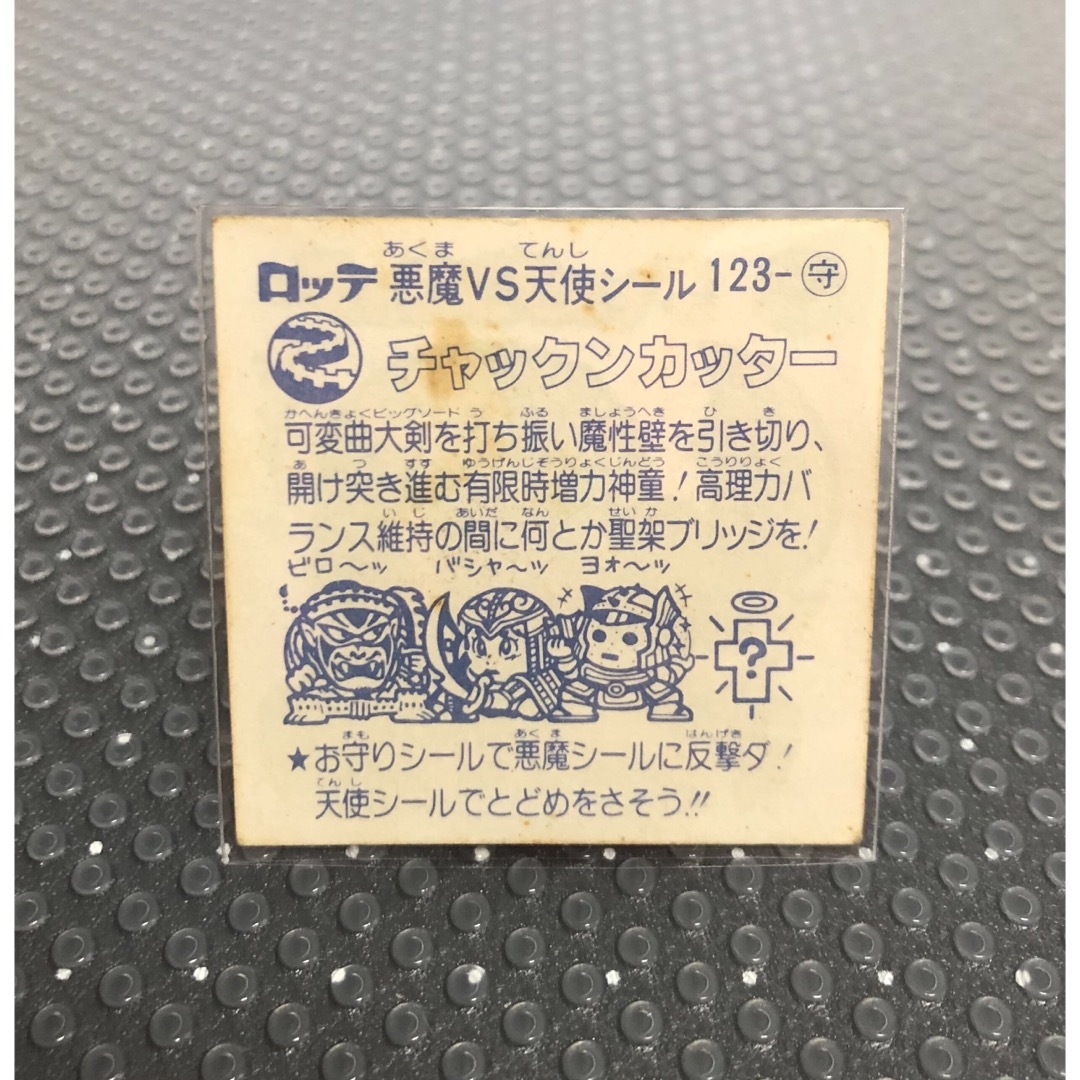 あくま てんし
ロッテ 悪魔VS天使シール 123-守
チャックンカッター
かへんきょくビッグソード う ふる ましょうへき ひ き
可変曲大剣を打ち振い魔性壁を引き切り、
あ つ すす ゆうげんじぞうりょくじんどう こうりりょく
開け突き進む有限時増力神童!高理力バ
いじ あいだ なん せいか
ランス維持の間に何とか聖架ブリッジを!
ビロ〜ッ バシャ〜ッ ヨォ〜ッ
?
まも あくま はんげき
★お守りシールで悪魔シールに反撃ダ!
てんし
天使シールでとどめをさそう!!